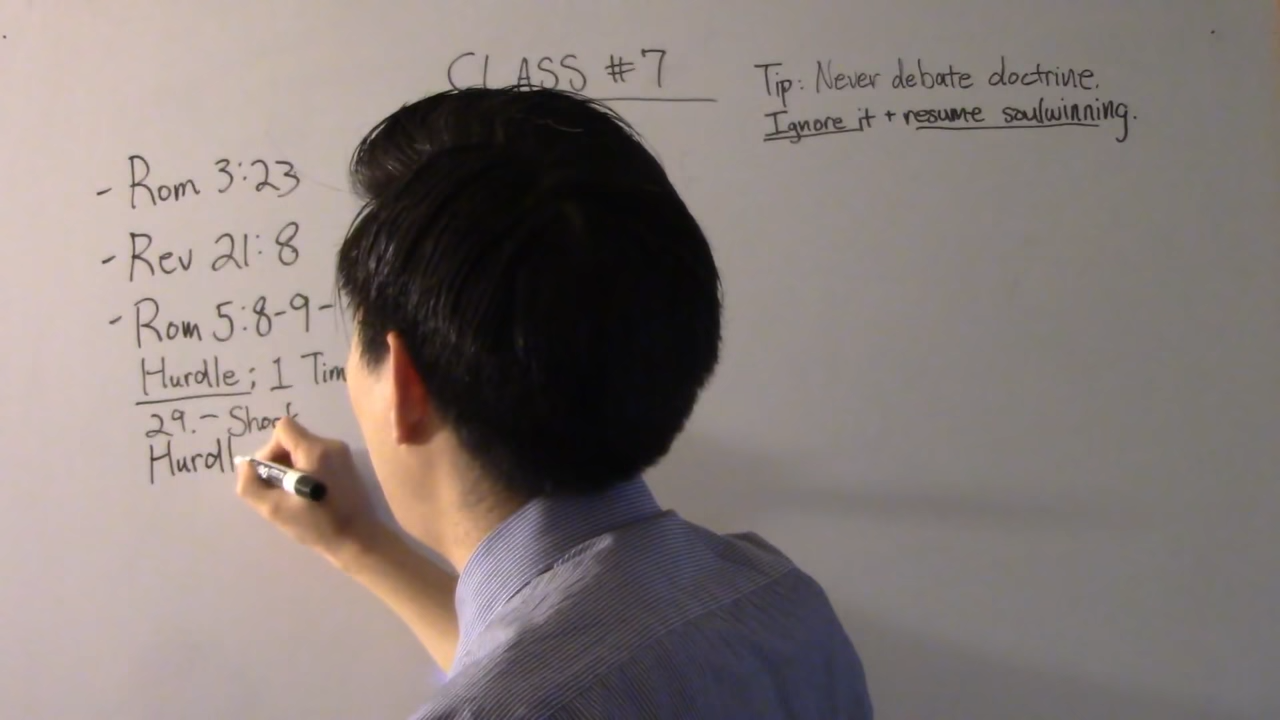 CLASS #7
Tip: Never debate doctrine.
Ignore it + resume soulwinning.
- Rom 3:23
- Rev 21:8
- Rom 5:8-9-
Hurdle; 1 Tim
29.- Shock
Hurdl